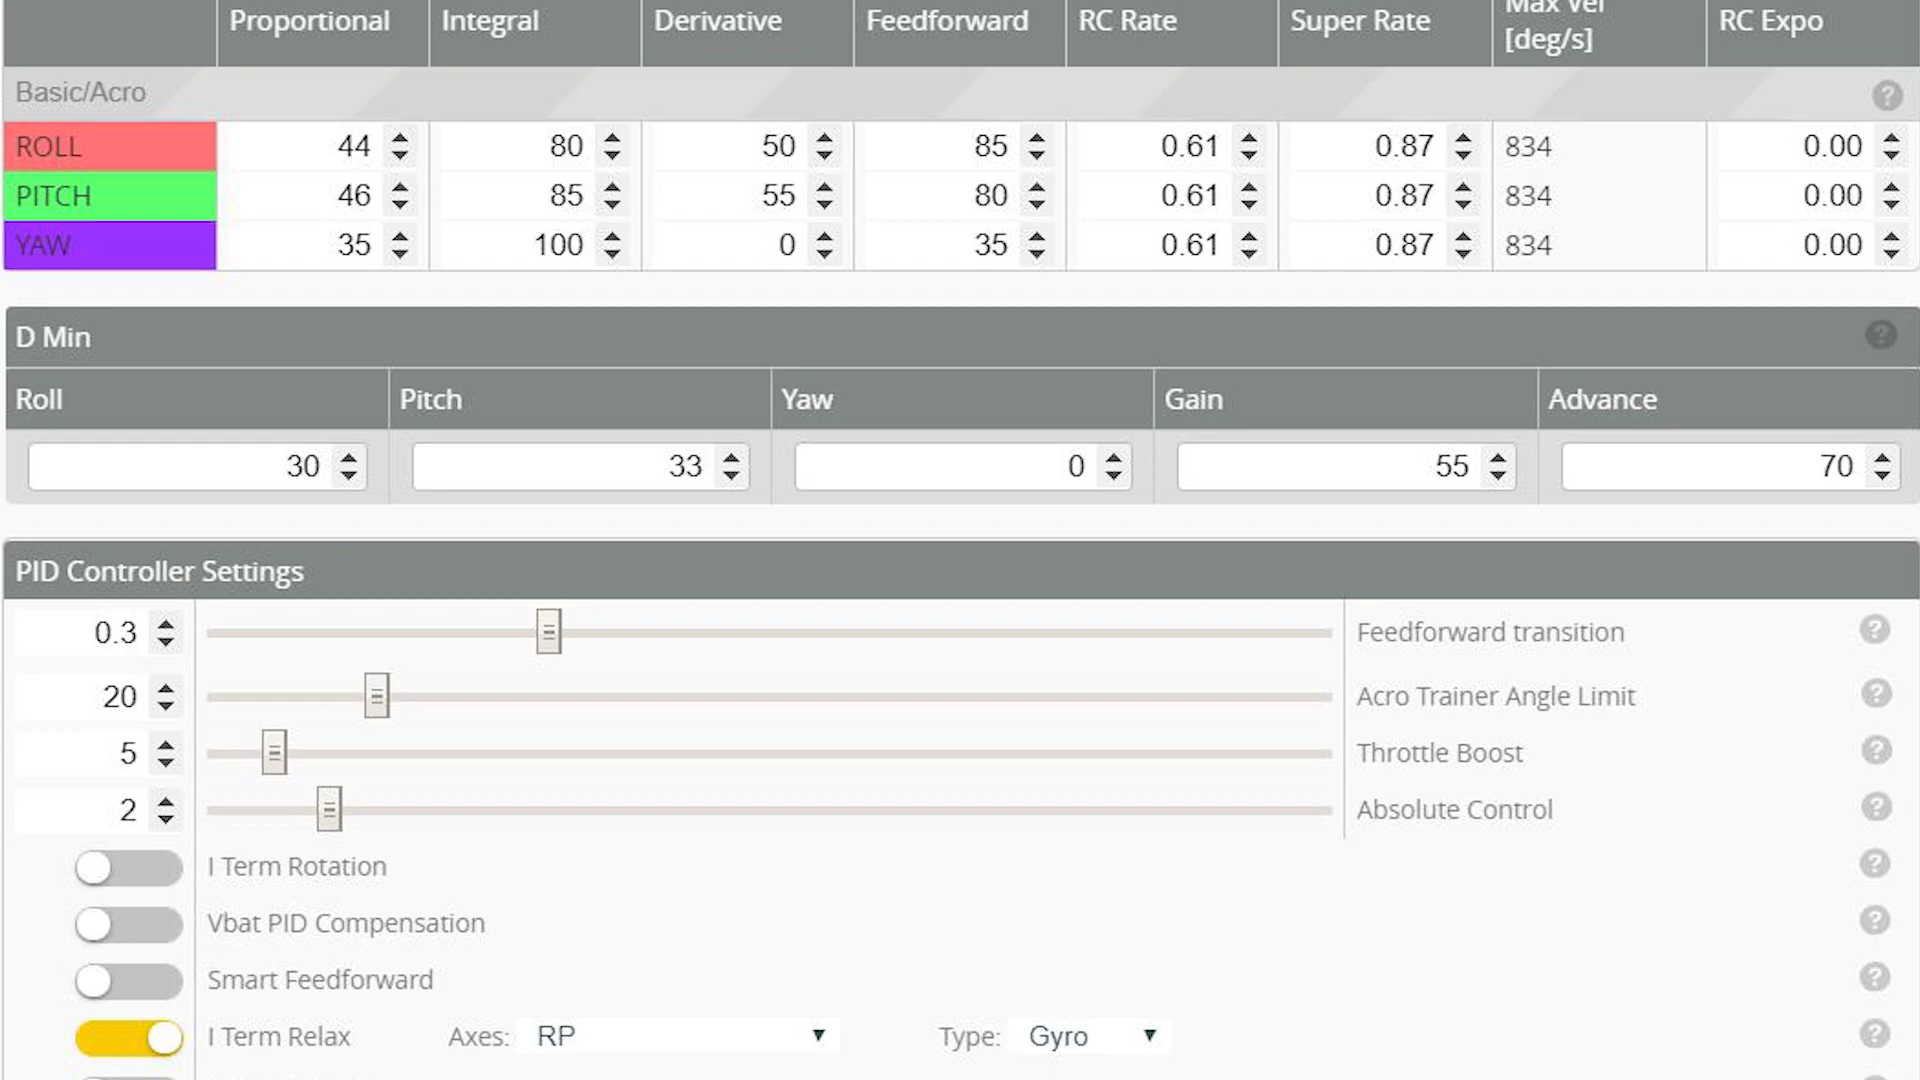 Proportional Integral Derivative Feedforward RC Rate Super Rate Max Vel [deg/s] RC Expo
Basic/Acro
ROLL 44 80 50 85 0.61 0.87 834 0.00
PITCH 46 85 55 80 0.61 0.87 834 0.00
YAW 35 100 0 35 0.61 0.87 834 0.00
D Min
Roll Pitch Yaw Gain Advance
30 33 0 55 70
PID Controller Settings
0.3 Feedforward transition
20 Acro Trainer Angle Limit
5 Throttle Boost
2 Absolute Control
I Term Rotation
Vbat PID Compensation
Smart Feedforward
I Term Relax Axes: RP Type: Gyro